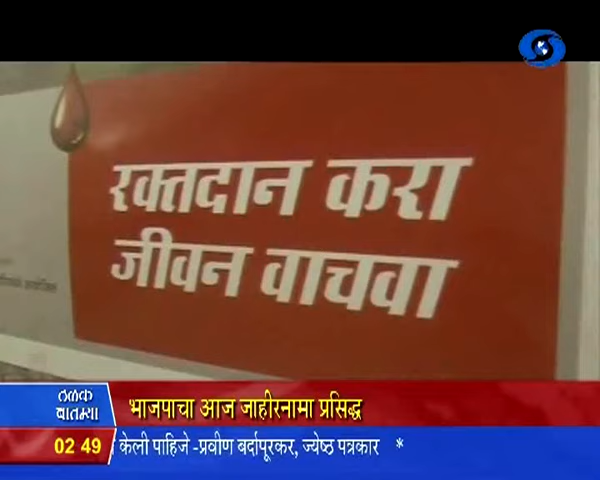 रक्तदान करा
जीवन वाचवा
ठळक
बातम्या
भाजपाचा आज जाहीरनामा प्रसिद्ध
02 49
केली पाहिजे -प्रवीण बर्दापूरकर, ज्येष्ठ पत्रकार *